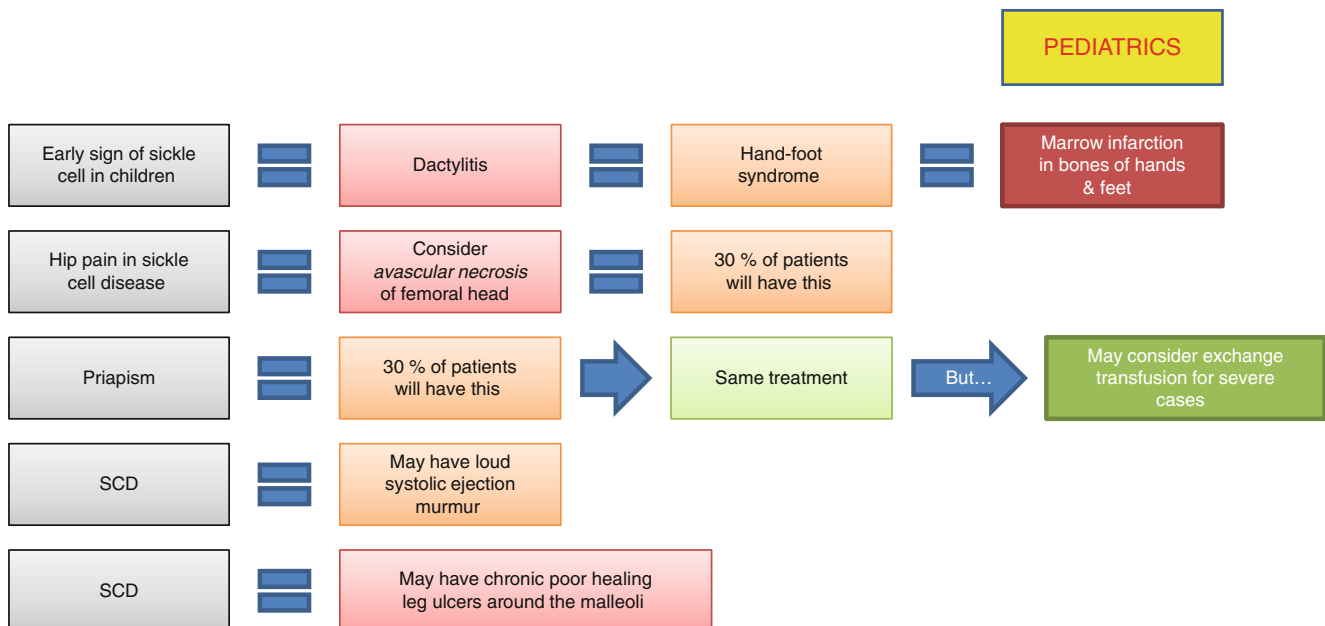 PEDIATRICS
Early sign of sickle
cell in children
Dactylitis
Hand-foot
syndrome
Marrow infarction
in bones of hands
& feet
Hip pain in sickle
cell disease
Consider
avascular necrosis
of femoral head
30 % of patients
will have this
Priapism
30 % of patients
will have this
Same treatment
But…
May consider exchange
transfusion for severe
cases
SCD
May have loud
systolic ejection
murmur
SCD
May have chronic poor healing
leg ulcers around the malleoli